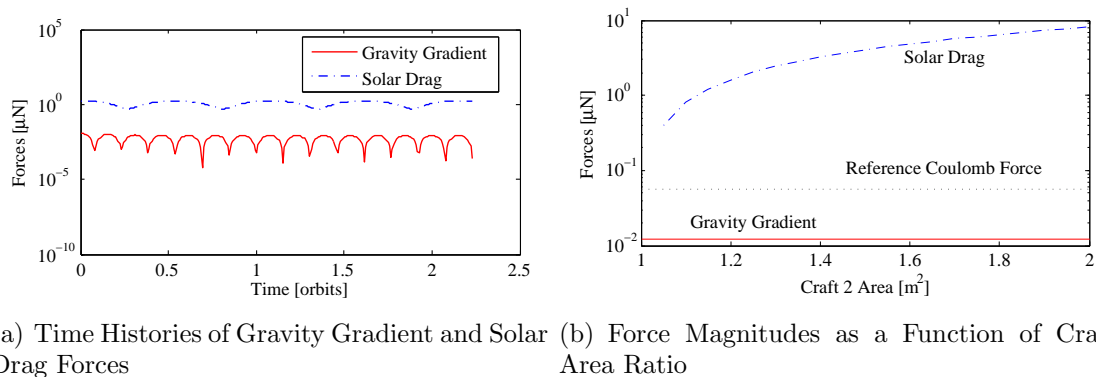 10^5
10^0
10^−5
10^−10
Forces [µN]
Gravity Gradient
Solar Drag
0 0.5 1 1.5 2 2.5
Time [orbits]
a) Time Histories of Gravity Gradient and Solar
Drag Forces
10^1
10^0
10^−1
10^−2
Forces [µN]
Solar Drag
Reference Coulomb Force
Gravity Gradient
1 1.2 1.4 1.6 1.8 2
Craft 2 Area [m^2]
(b) Force Magnitudes as a Function of Cra
Area Ratio